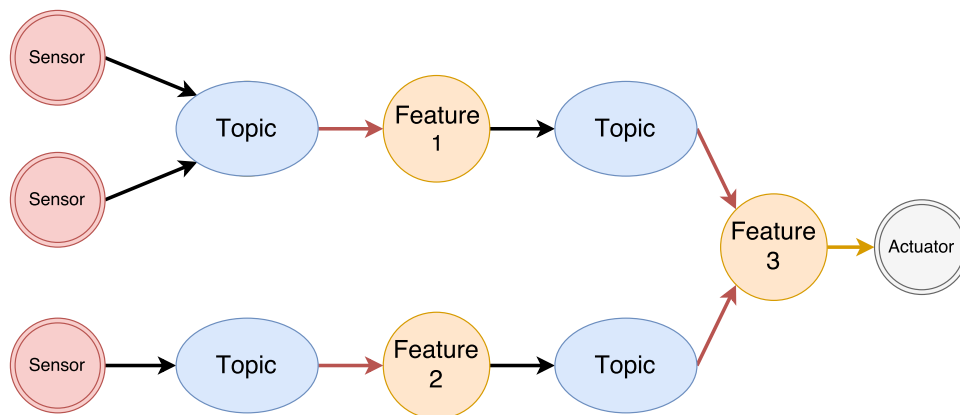 Sensor
Topic
Feature
1
Topic
Sensor
Feature
3
Actuator
Sensor
Topic
Feature
2
Topic